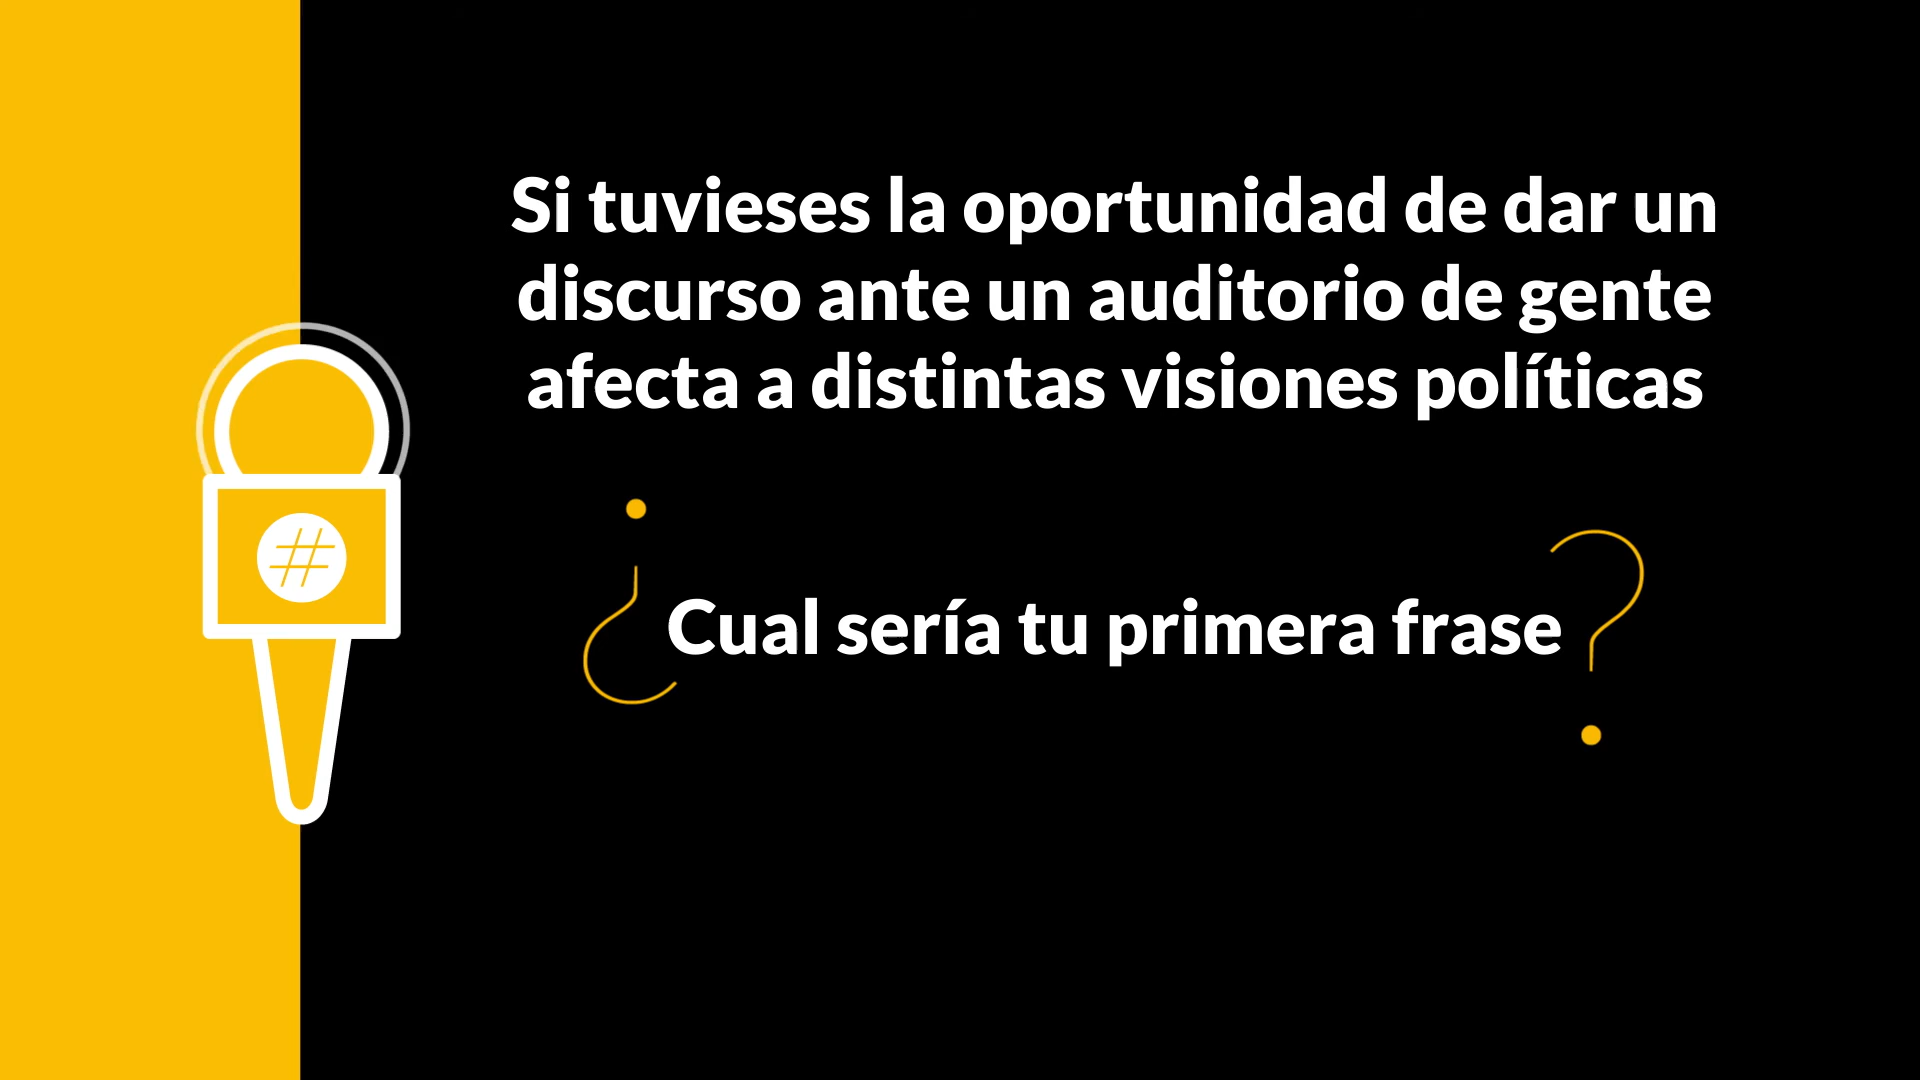 Si tuvieses la oportunidad de dar un
discurso ante un auditorio de gente
afecta a distintas visiones políticas
¿Cual sería tu primera frase?
#